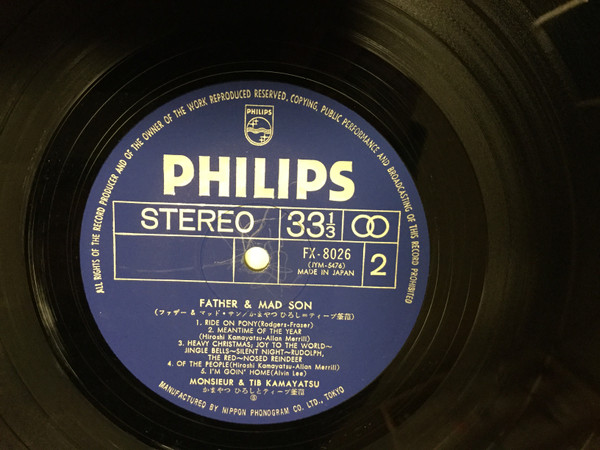 ALL RIGHTS OF THE RECORD PRODUCER AND OF THE OWNER OF THE WORK REPRODUCED RESERVED, COPYING, PUBLIC PERFORMANCE AND BROADCASTING OF THIS RECORD PROHIBITED
PHILIPS
PHILIPS
STEREO 33 1/3
FX-8026
(JYM-5476)
MADE IN JAPAN
2
FATHER & MAD SON
(ファザー & マッド・サン/かまやつ ひろしとティーブ釜萢)
1. RIDE ON PONY(Rodgers-Fraser)
2. MEANTIME OF THE YEAR
(Hiroshi Kamayatsu-Allan Merrill)
3. HEAVY CHRISTMAS; JOY TO THE WORLD~
JINGLE BELLS~SILENT NIGHT~RUDOLPH,
THE RED-NOSED REINDEER
4. OF THE PEOPLE(Hiroshi Kamayatsu-Allan Merrill)
5. I'M GOIN' HOME(Alvin Lee)
MONSIEUR & TIB KAMAYATSU
かまやつ ひろしとティーブ釜萢
MANUFACTURED BY NIPPON PHONOGRAM CO. LTD., TOKYO